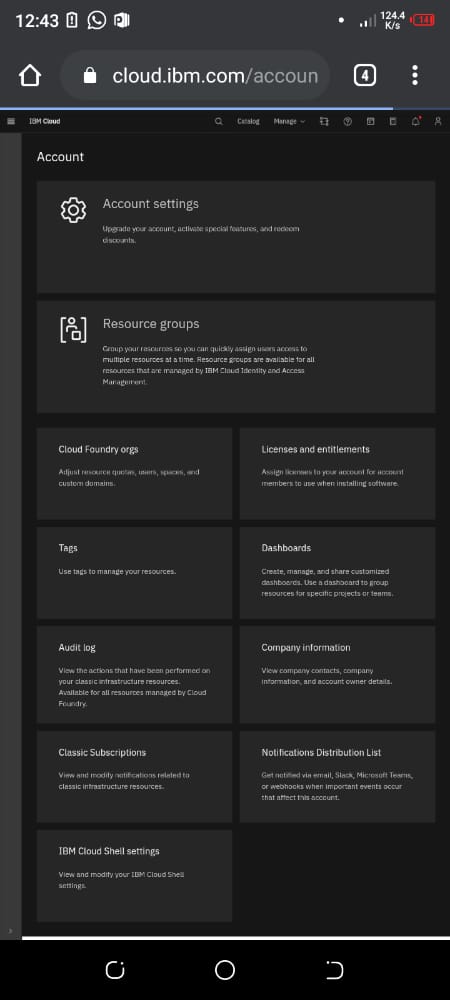 12:43
124.4
K/s
14
cloud.ibm.com/accoun
4
IBM Cloud
Catalog
Manage
Account
Account settings
Upgrade your account, activate special features, and redeem
discounts.
Resource groups
Group your resources so you can quickly assign users access to
multiple resources at a time. Resource groups are available for all
resources that are managed by IBM Cloud Identity and Access
Management.
Cloud Foundry orgs
Adjust resource quotas, users, spaces, and
custom domains.
Licenses and entitlements
Assign licenses to your account for account
members to use when installing software.
Tags
Use tags to manage your resources.
Dashboards
Create, manage, and share customized
dashboards. Use a dashboard to group
resources for specific projects or teams.
Audit log
View the actions that have been performed on
your classic infrastructure resources.
Available for all resources managed by Cloud
Foundry.
Company information
View company contacts, company
information, and account owner details.
Classic Subscriptions
View and modify notifications related to
classic infrastructure resources.
Notifications Distribution List
Get notified via email, Slack, Microsoft Teams,
or webhooks when important events occur
that affect this account.
IBM Cloud Shell settings
View and modify your IBM Cloud Shell
settings.